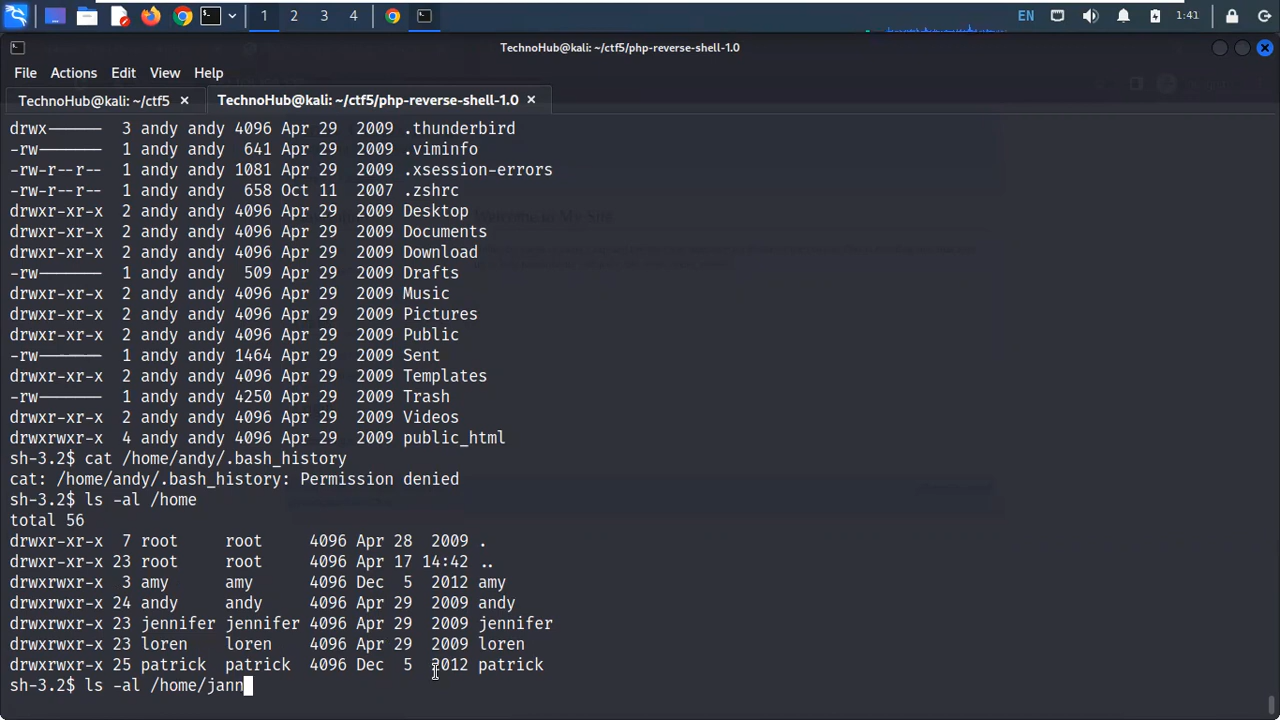 1 2 3 4 EN 1:41
TechnoHub@kali: ~/ctf5/php-reverse-shell-1.0
File Actions Edit View Help
TechnoHub@kali: ~/ctf5 × TechnoHub@kali: ~/ctf5/php-reverse-shell-1.0 ×
drwx------ 3 andy andy 4096 Apr 29 2009 .thunderbird
-rw------- 1 andy andy 641 Apr 29 2009 .viminfo
-rw-r--r-- 1 andy andy 1081 Apr 29 2009 .xsession-errors
-rw-r--r-- 1 andy andy 658 Oct 11 2007 .zshrc
drwxr-xr-x 2 andy andy 4096 Apr 29 2009 Desktop
drwxr-xr-x 2 andy andy 4096 Apr 29 2009 Documents
drwxr-xr-x 2 andy andy 4096 Apr 29 2009 Download
-rw------- 1 andy andy 509 Apr 29 2009 Drafts
drwxr-xr-x 2 andy andy 4096 Apr 29 2009 Music
drwxr-xr-x 2 andy andy 4096 Apr 29 2009 Pictures
drwxr-xr-x 2 andy andy 4096 Apr 29 2009 Public
-rw------- 1 andy andy 1464 Apr 29 2009 Sent
drwxr-xr-x 2 andy andy 4096 Apr 29 2009 Templates
-rw------- 1 andy andy 4250 Apr 29 2009 Trash
drwxr-xr-x 2 andy andy 4096 Apr 29 2009 Videos
drwxrwxr-x 4 andy andy 4096 Apr 29 2009 public_html
sh-3.2$ cat /home/andy/.bash_history
cat: /home/andy/.bash_history: Permission denied
sh-3.2$ ls -al /home
total 56
drwxr-xr-x 7 root root 4096 Apr 28 2009 .
drwxr-xr-x 23 root root 4096 Apr 17 14:42 ..
drwxrwxr-x 3 amy amy 4096 Dec 5 2012 amy
drwxrwxr-x 24 andy andy 4096 Apr 29 2009 andy
drwxrwxr-x 23 jennifer jennifer 4096 Apr 29 2009 jennifer
drwxrwxr-x 23 loren loren 4096 Apr 29 2009 loren
drwxrwxr-x 25 patrick patrick 4096 Dec 5 2012 patrick
sh-3.2$ ls -al /home/jann